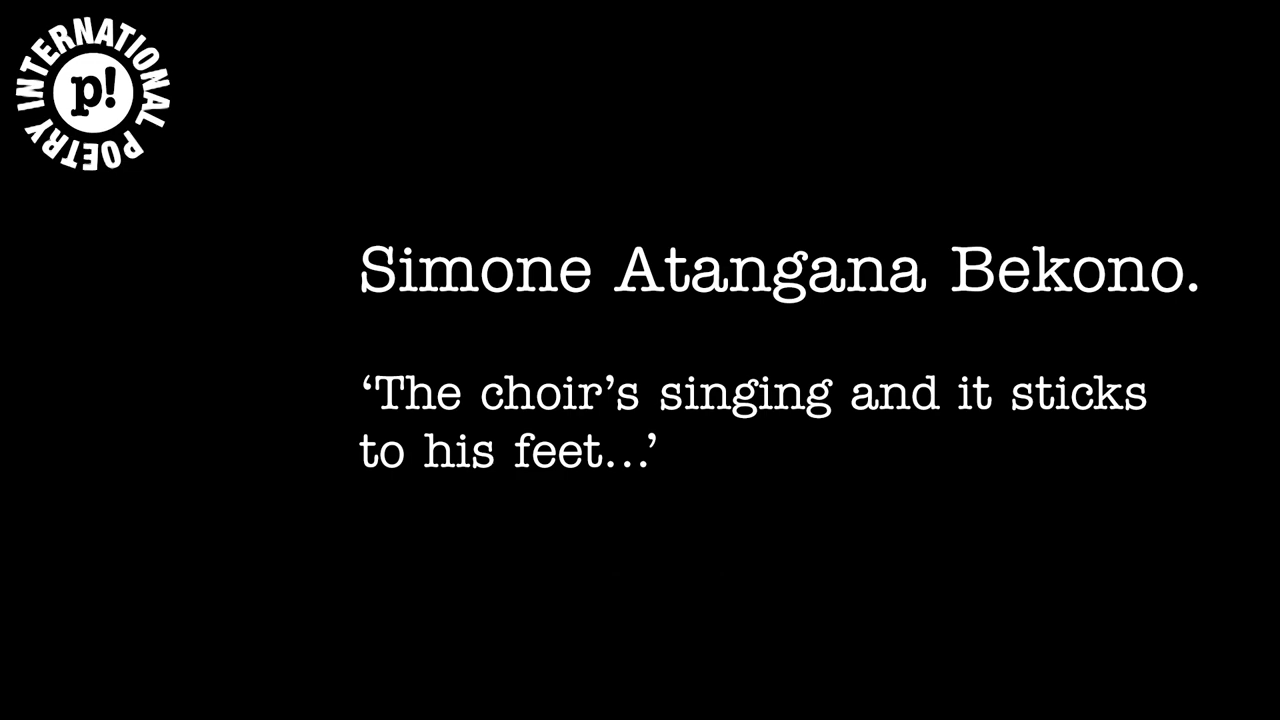 POETRY INTERNATIONAL
p!
Simone Atangana Bekono.
‘The choir’s singing and it sticks
to his feet...’